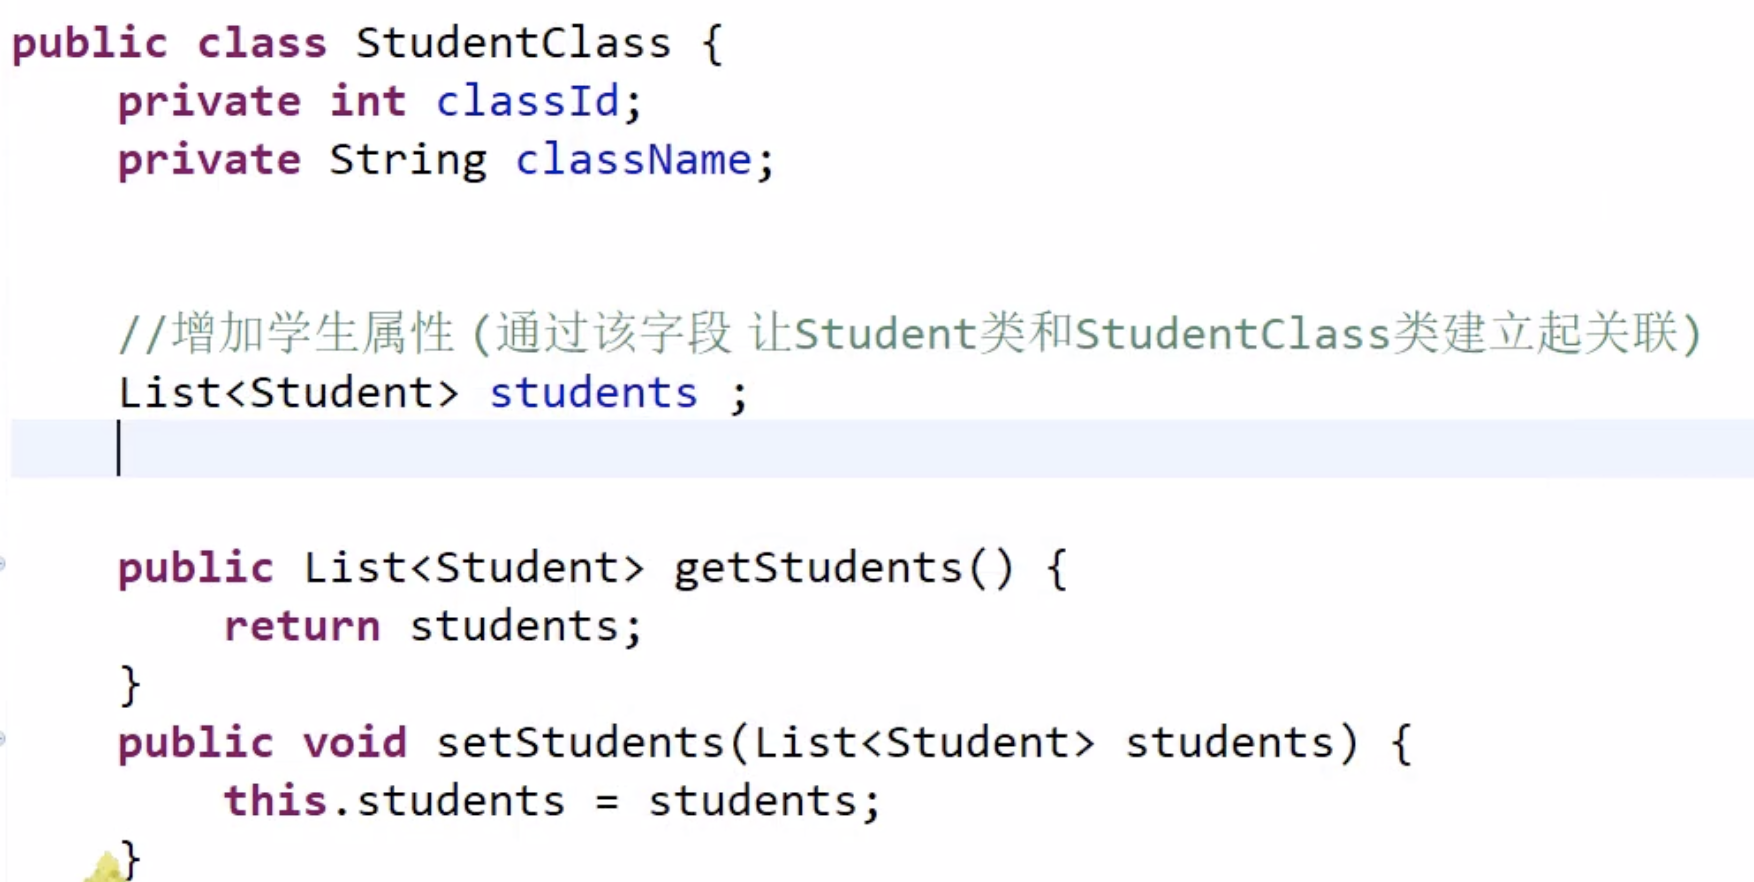 public class StudentClass {
    private int classId;
    private String className;
    //增加学生属性 (通过该字段 让Student类和StudentClass类建立起关联)
    List<Student> students ;
    public List<Student> getStudents() {
        return students;
    }
    public void setStudents(List<Student> students) {
        this.students = students;
    }